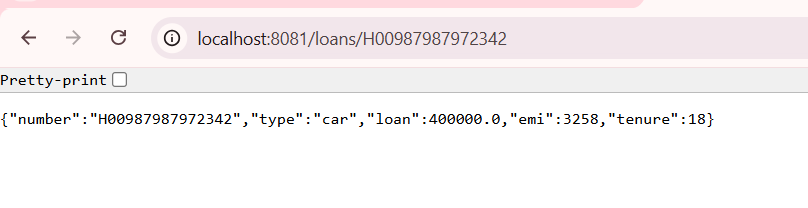 localhost:8081/loans/H00987987972342
Pretty-print
{"number":"H00987987972342","type":"car","loan":400000.0,"emi":3258,"tenure":18}